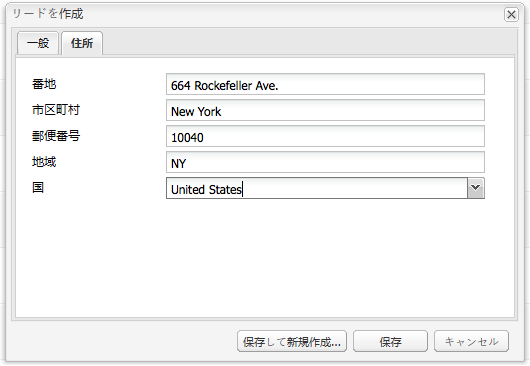 リードを作成
一般 住所
番地 664 Rockefeller Ave.
市区町村 New York
郵便番号 10040
地域 NY
国 United States
保存して新規作成... 保存 キャンセル